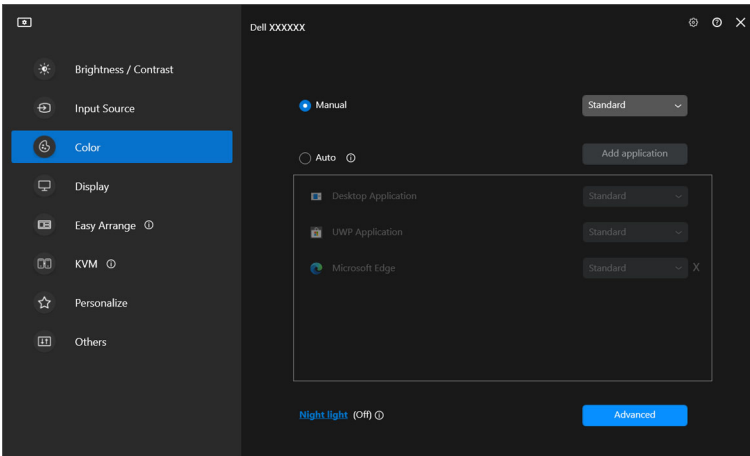 Dell XXXXXX
Brightness / Contrast
Input Source
Color
Display
Easy Arrange
KVM
Personalize
Others
Manual
Standard
Auto
Add application
Desktop Application
Standard
UWP Application
Standard
Microsoft Edge
Standard
X
Night light (Off)
Advanced